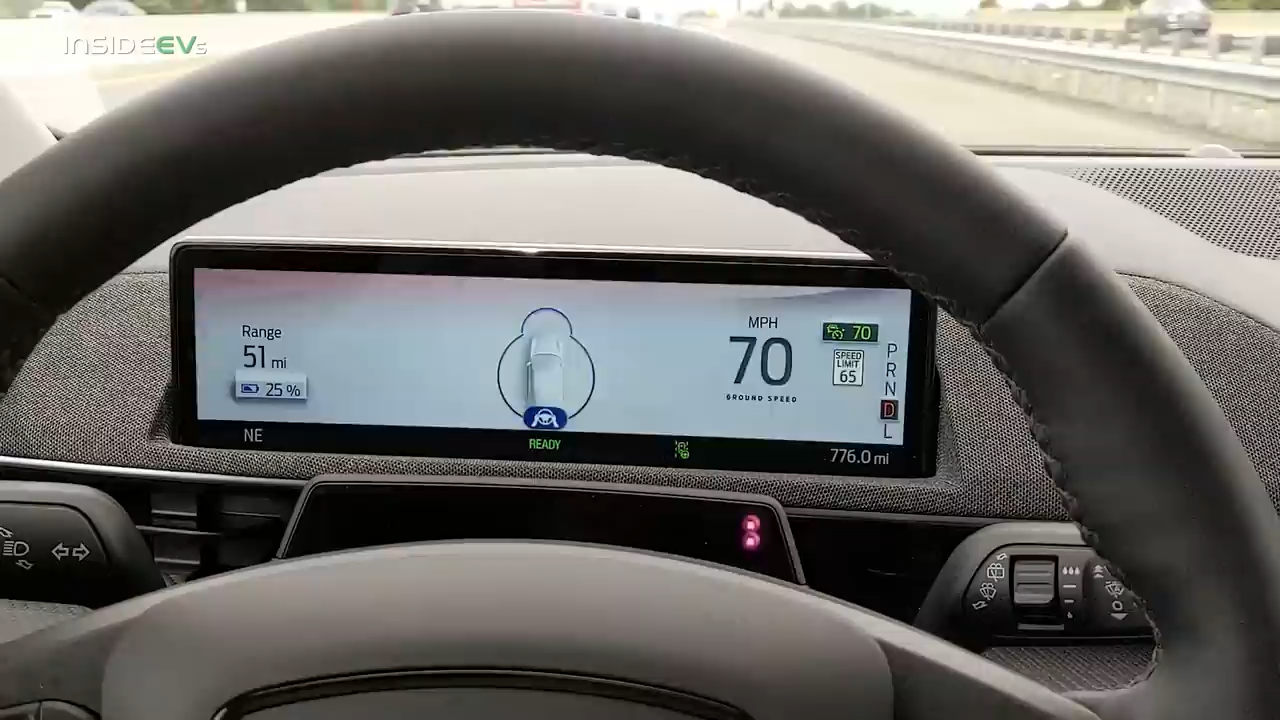 INSIDEEVs
Range
51 mi
25 %
NE
READY
MPH
70
GROUND SPEED
70
SPEED
LIMIT
65
P
R
N
D
L
776.0 mi